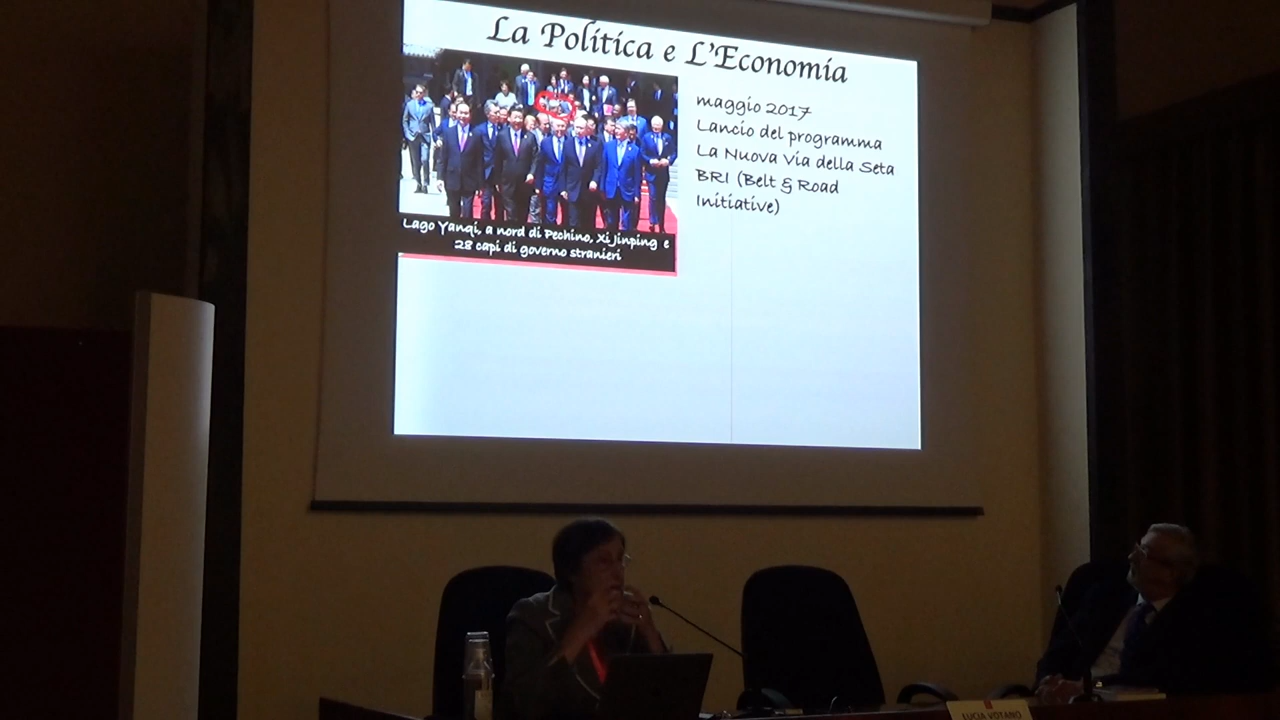 La Politica e L'Economia
maggio 2017
Lancio del programma
La Nuova Via della Seta
BRI (Belt & Road
Initiative)
Lago Yanqi, a nord di Pechino, Xi Jinping e
28 capi di governo stranieri
LUCIA VOTANO